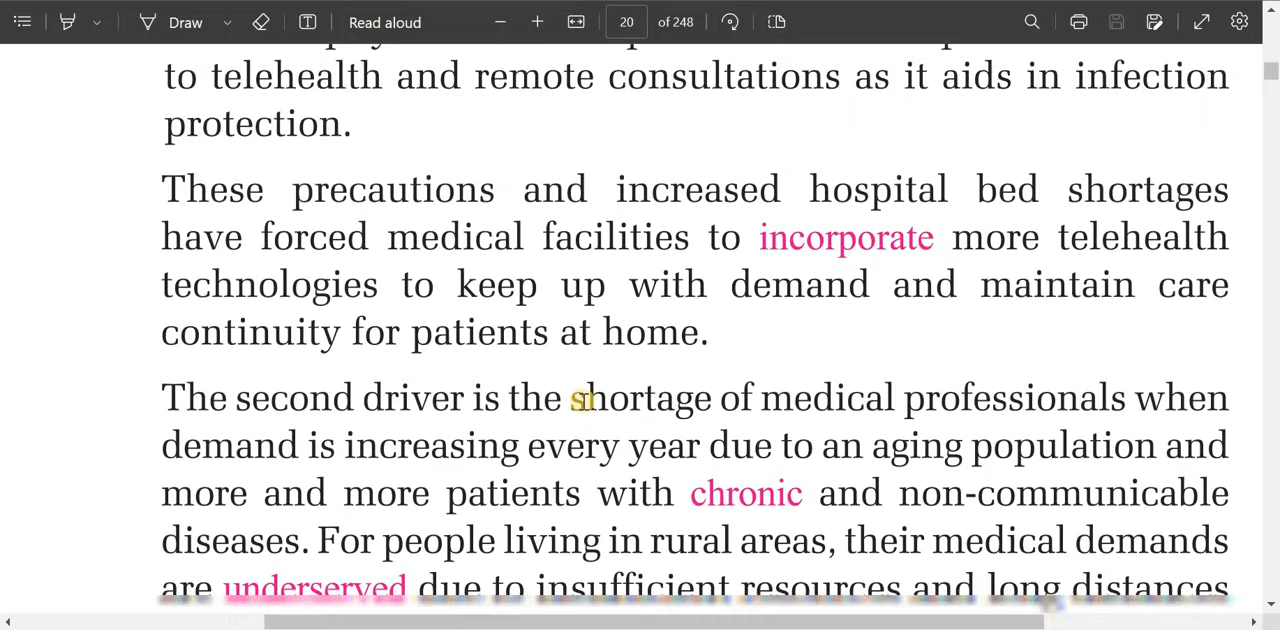 Draw
Read aloud
20 of 248
to telehealth and remote consultations as it aids in infection
protection.
These precautions and increased hospital bed shortages
have forced medical facilities to incorporate more telehealth
technologies to keep up with demand and maintain care
continuity for patients at home.
The second driver is the shortage of medical professionals when
demand is increasing every year due to an aging population and
more and more patients with chronic and non-communicable
diseases. For people living in rural areas, their medical demands
are underserved due to insufficient resources and long distances